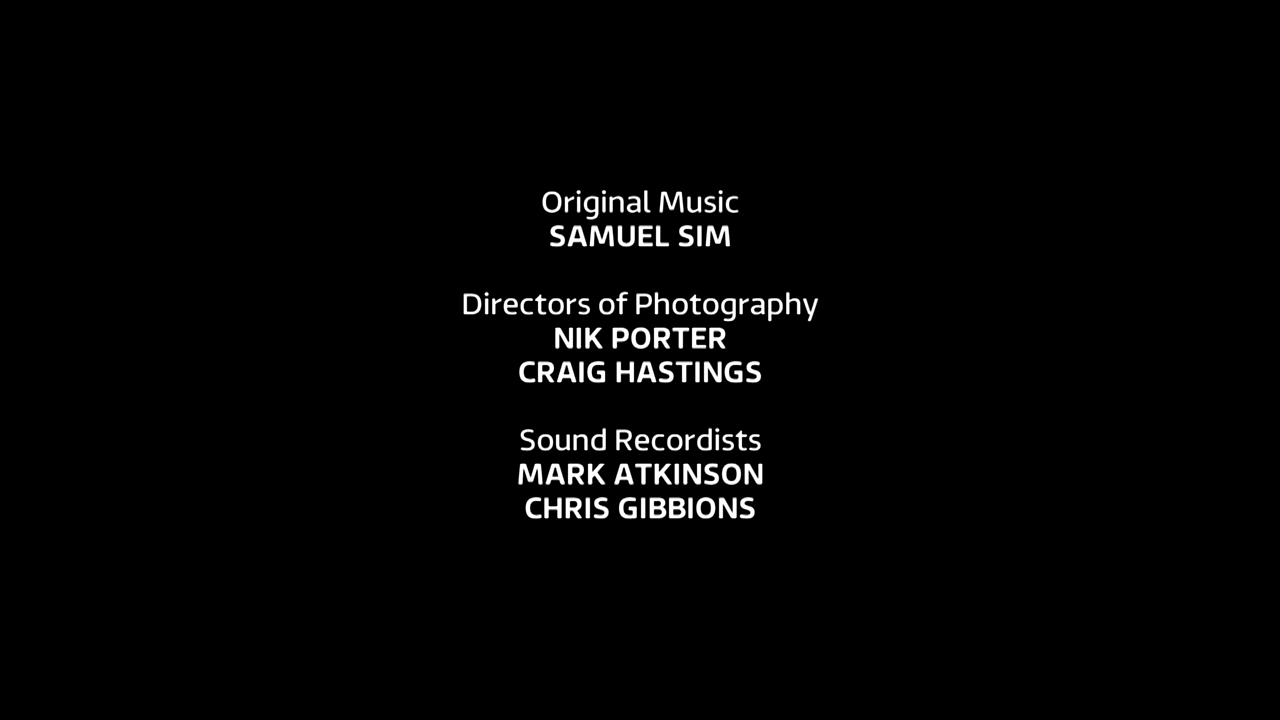 Original Music
SAMUEL SIM
Directors of Photography
NIK PORTER
CRAIG HASTINGS
Sound Recordists
MARK ATKINSON
CHRIS GIBBIONS